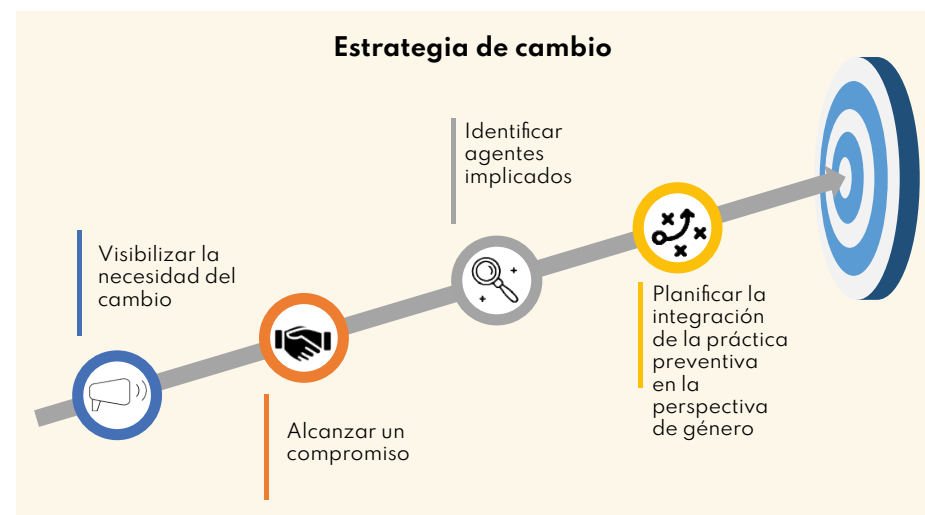 Estrategia de cambio
Visibilizar la
necesidad del
cambio
Alcanzar un
compromiso
Identificar
agentes
implicados
Planificar la
integración
de la práctica
preventiva
en la
perspectiva
de género